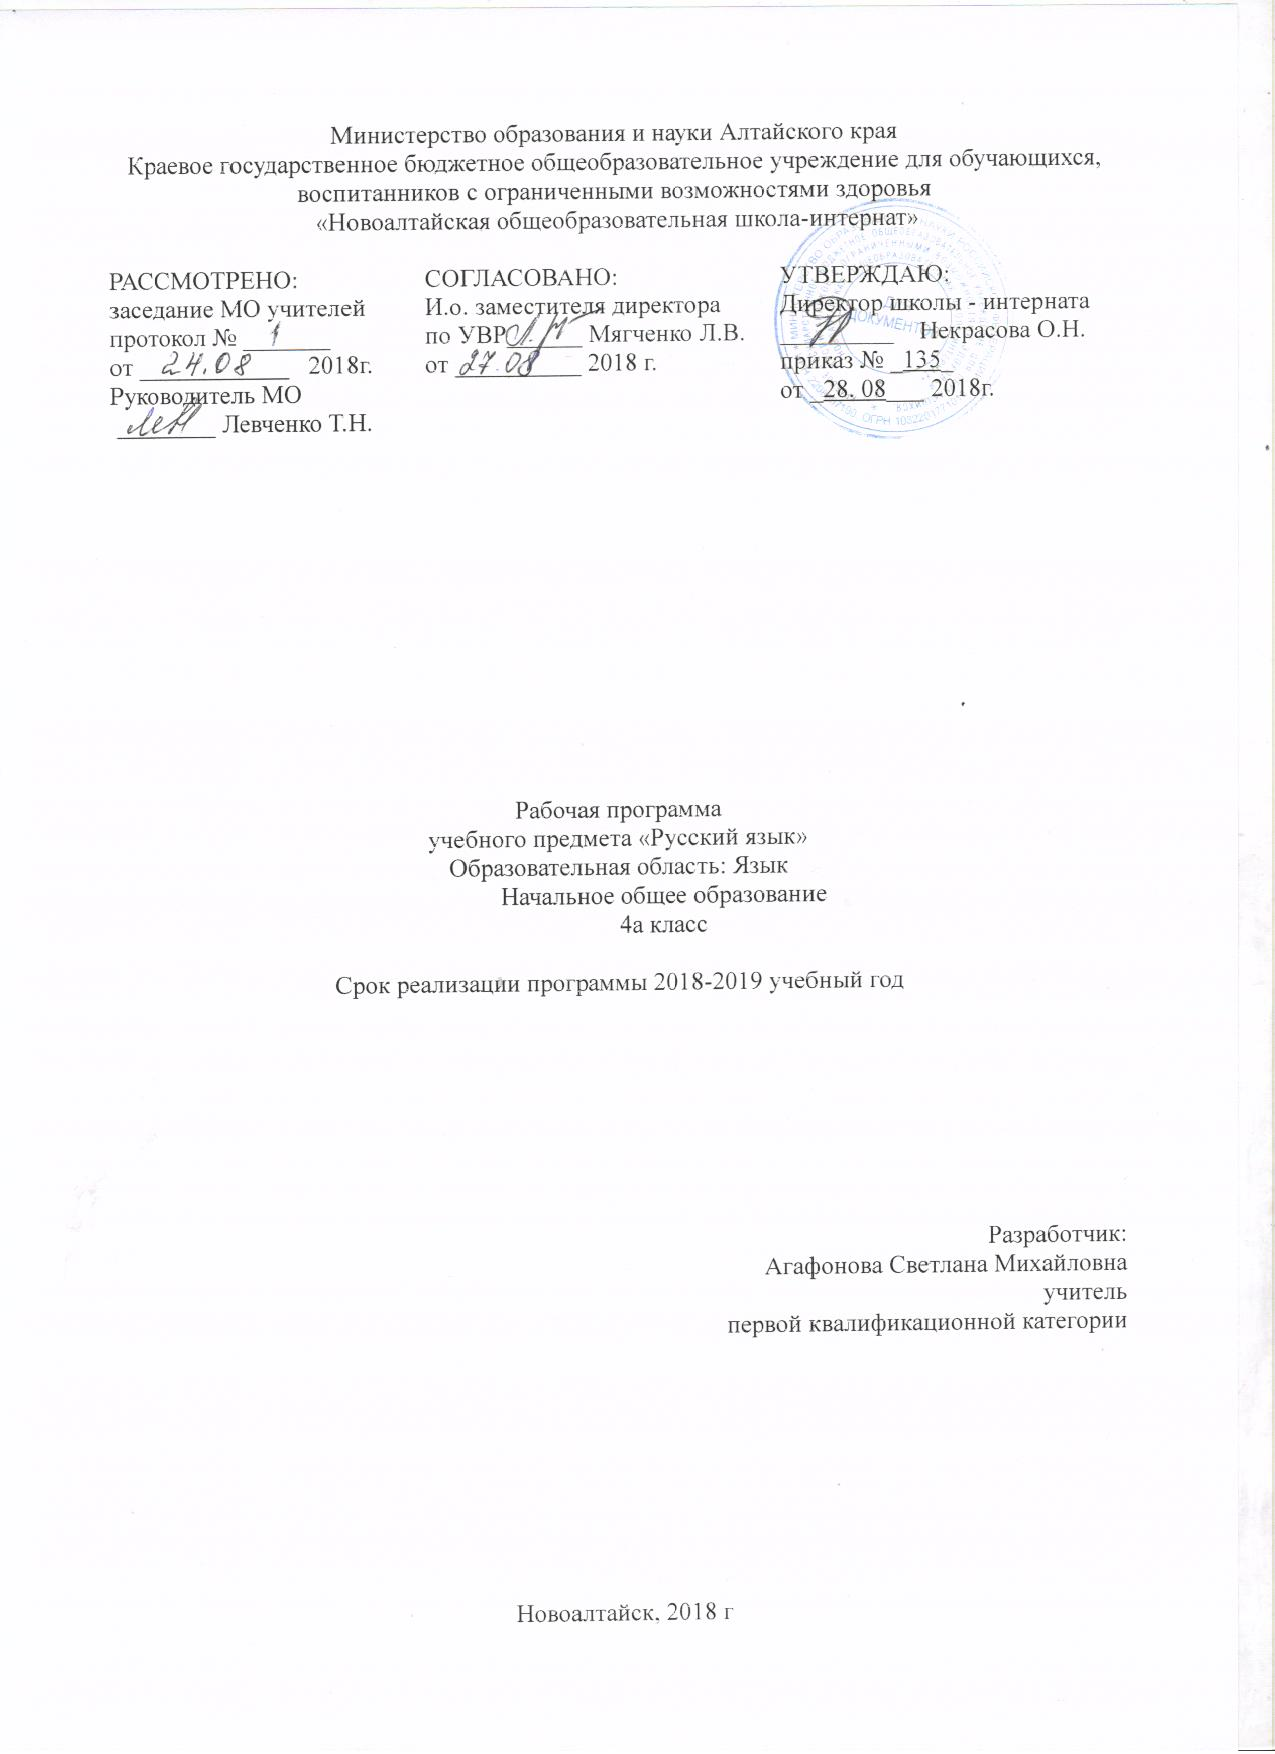 Министерство образования и науки Алтайского края
Краевое государственное бюджетное общеобразовательное учреждение для обучающихся,
воспитанников с ограниченными возможностями здоровья
«Новоалтайская общеобразовательная школа-интернат»
РАССМОТРЕНО:
заседание МО учителей
протокол № 1
от 24.08 2018г.
Руководитель МО
Левченко Т.Н.
СОГЛАСОВАНО:
И.о. заместителя директора
по УВР Мягченко Л.В.
от 27.08 2018 г.
УТВЕРЖДАЮ:
Директор школы - интерната
Некрасова О.Н.
приказ № 135
от 28. 08 2018г.
ДОКУМЕНТОВ
Рабочая программа
учебного предмета «Русский язык»
Образовательная область: Язык
Начальное общее образование
4а класс
Срок реализации программы 2018-2019 учебный год
Разработчик:
Агафонова Светлана Михайловна
учитель
первой квалификационной категории
Новоалтайск, 2018 г